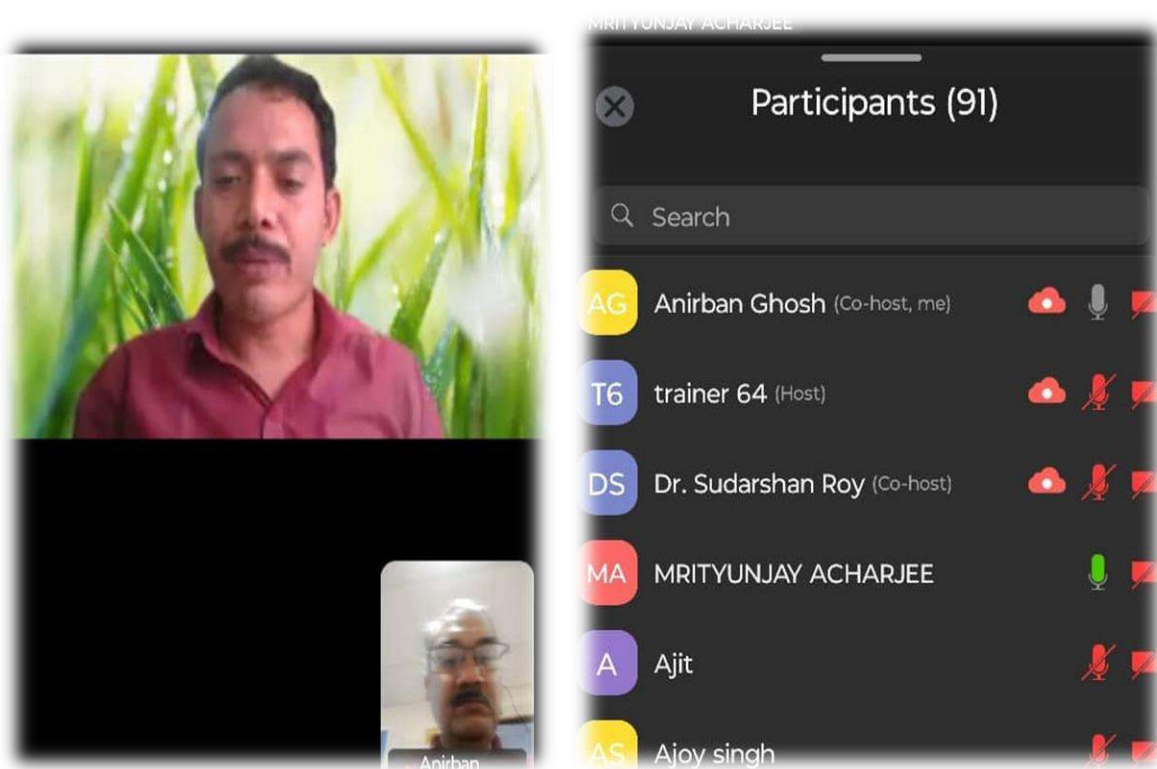 Anirban
MRITYUNJAY ACHARJEE
Participants (91)
Search
AG Anirban Ghosh (Co-host, me)
T6 trainer 64 (Host)
DS Dr. Sudarshan Roy (Co-host)
MA MRITYUNJAY ACHARJEE
A Ajit
AS Ajoy singh